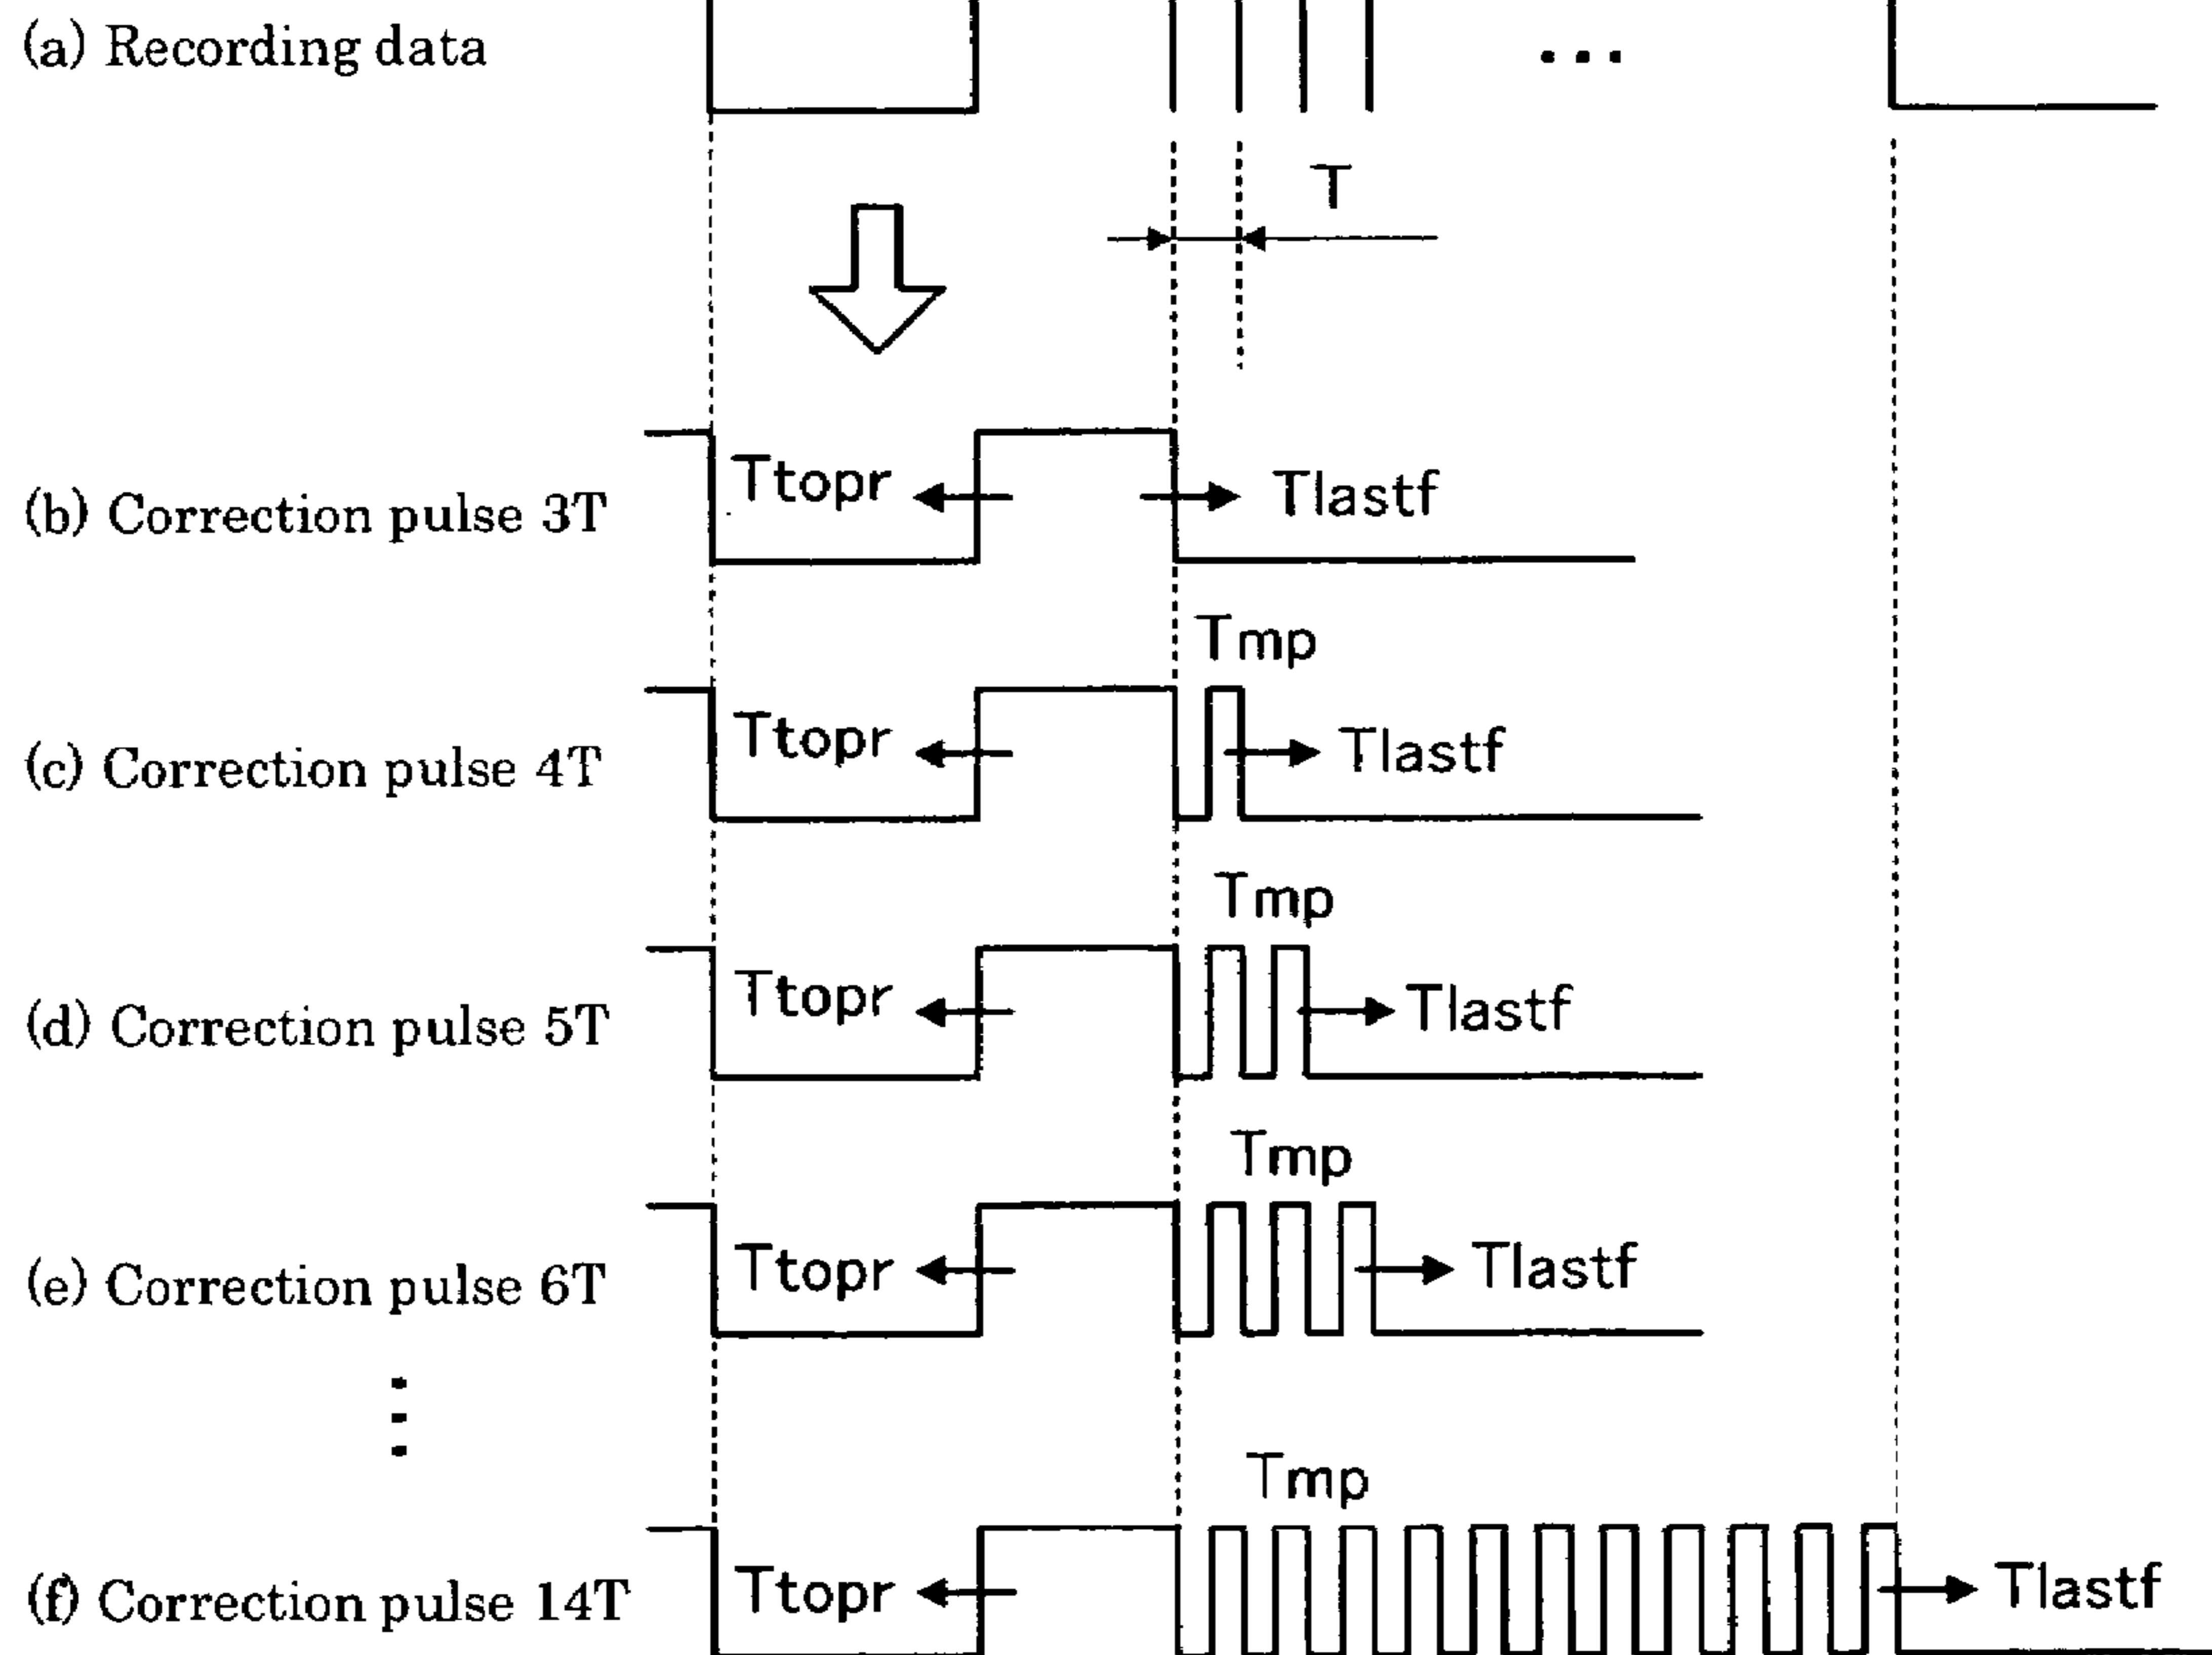 (a) Recording data
...
T
(b) Correction pulse 3T
Ttopr
Tlastf
Tmp
(c) Correction pulse 4T
Ttopr
Tlastf
Tmp
(d) Correction pulse 5T
Ttopr
Tlastf
Tmp
(e) Correction pulse 6T
Ttopr
Tlastf
Tmp
(f) Correction pulse 14T
Ttopr
Tlastf